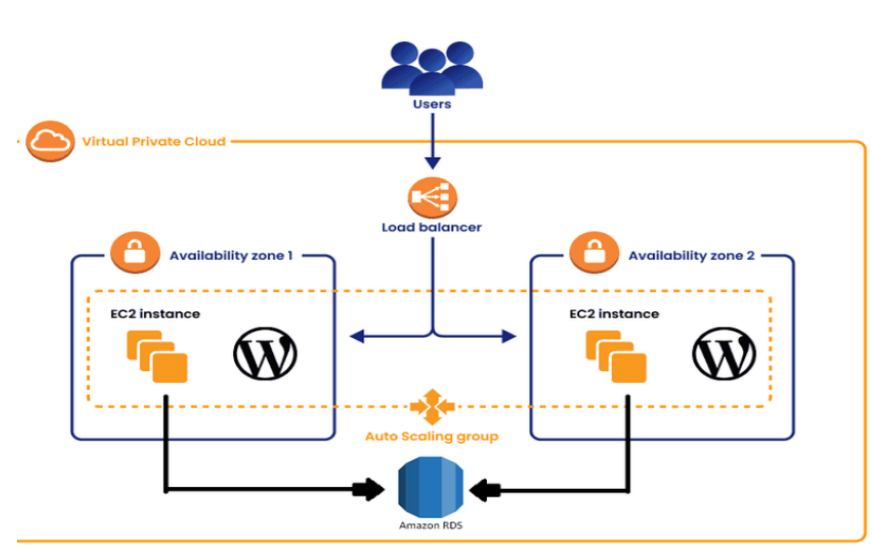 Users
Virtual Private Cloud
Load balancer
Availability zone 1
Availability zone 2
EC2 instance
EC2 instance
Auto Scaling group
Amazon RDS